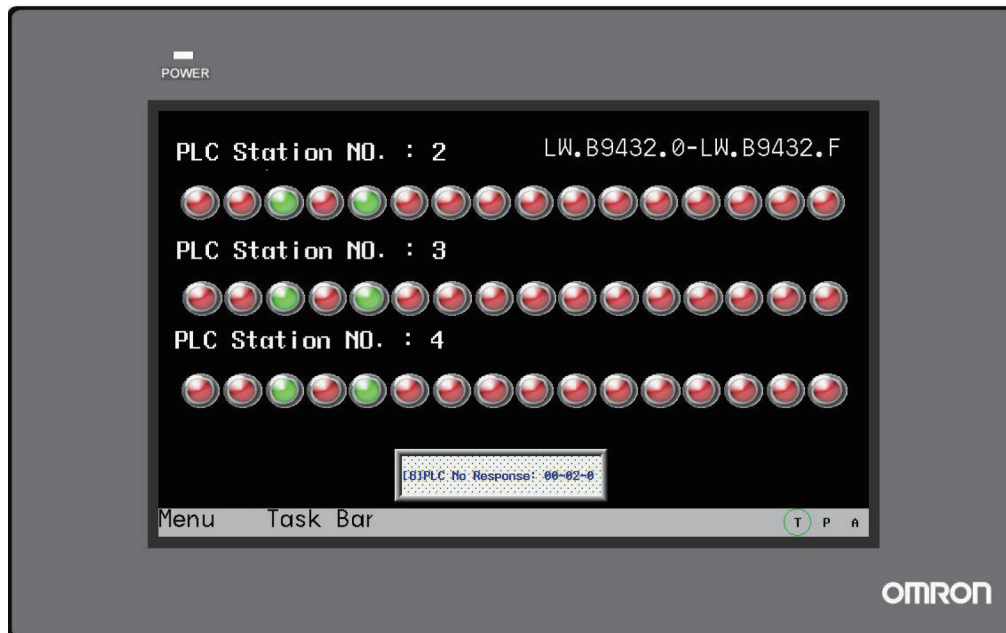 POWER
PLC Station NO. : 2
LW.B9432.0-LW.B9432.F
PLC Station NO. : 3
PLC Station NO. : 4
[8]PLC No Response: 00-02-0
Menu Task Bar T P A
OMRON